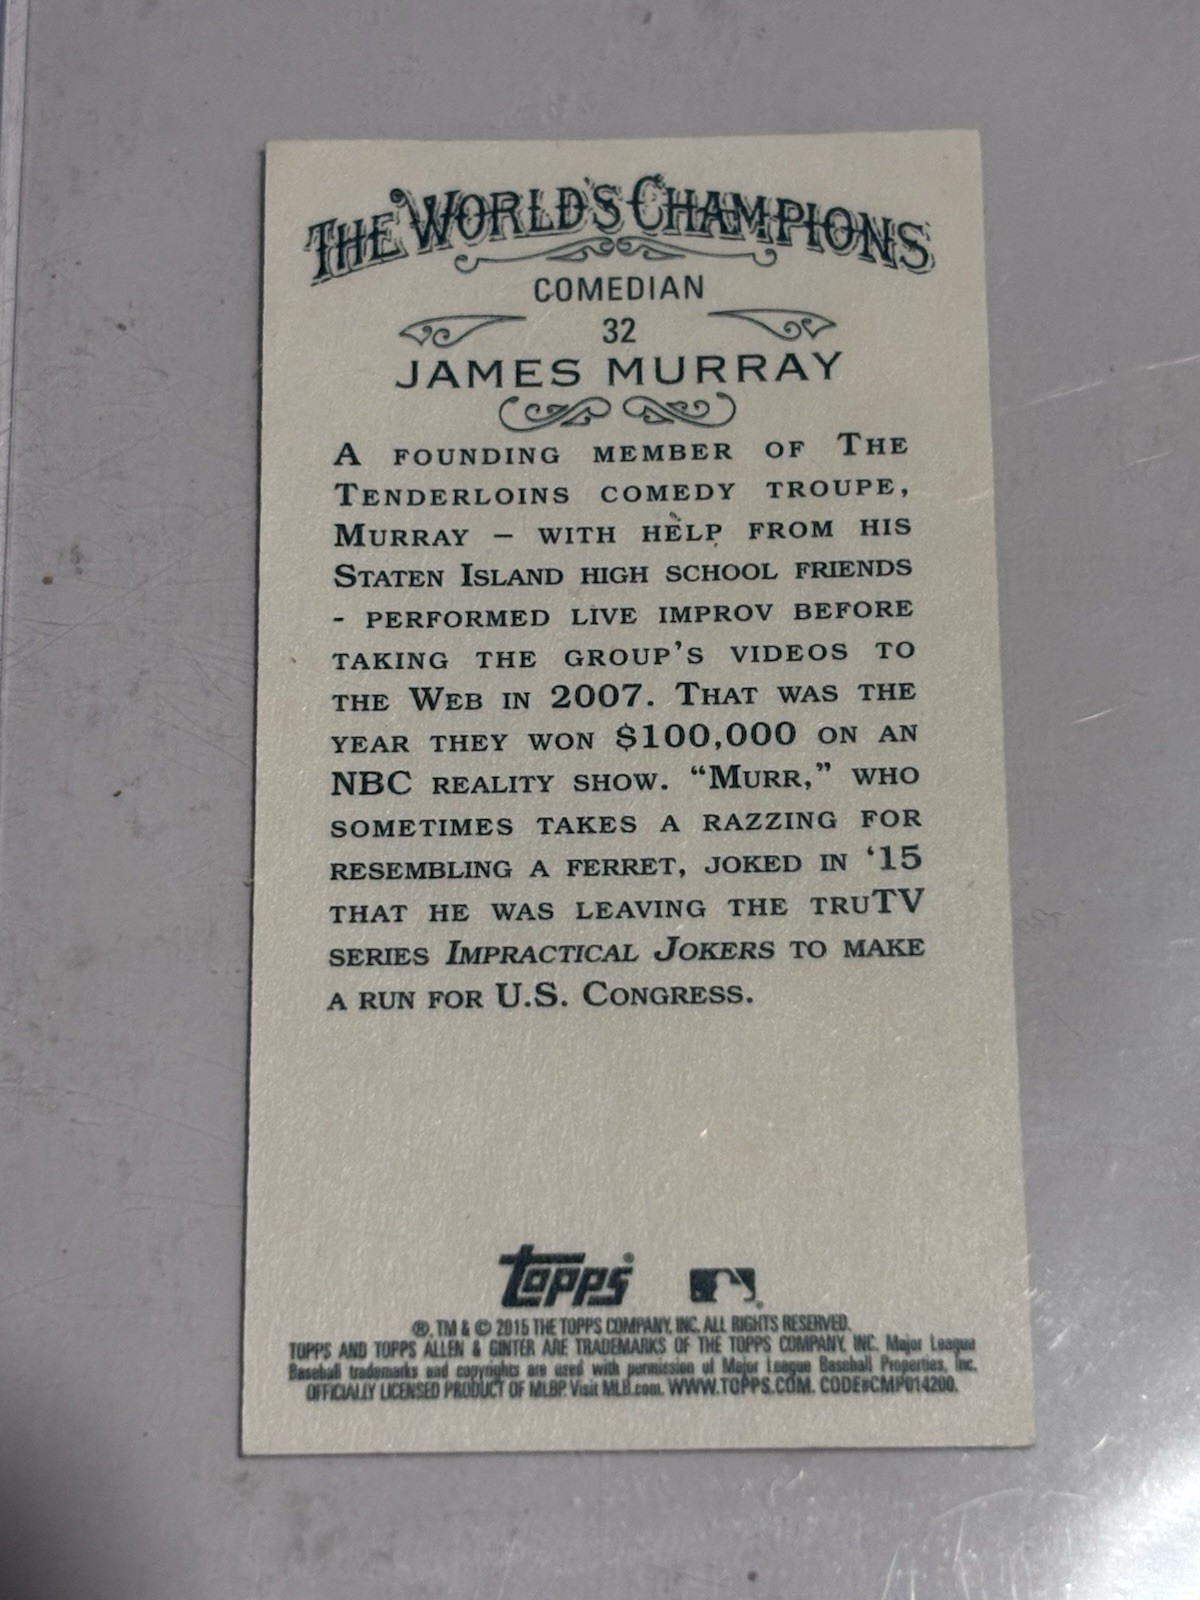 THE WORLD'S CHAMPIONS
COMEDIAN
32
JAMES MURRAY
A FOUNDING MEMBER OF THE
TENDERLOINS COMEDY TROUPE,
MURRAY – WITH HELP FROM HIS
STATEN ISLAND HIGH SCHOOL FRIENDS
- PERFORMED LIVE IMPROV BEFORE
TAKING THE GROUP'S VIDEOS TO
THE WEB IN 2007. THAT WAS THE
YEAR THEY WON $100,000 ON AN
NBC REALITY SHOW. “MURR,” WHO
SOMETIMES TAKES A RAZZING FOR
RESEMBLING A FERRET, JOKED IN ‘15
THAT HE WAS LEAVING THE TRUTV
SERIES IMPRACTICAL JOKERS TO MAKE
A RUN FOR U.S. CONGRESS.
topps
®, TM & © 2015 THE TOPPS COMPANY, INC. ALL RIGHTS RESERVED.
TOPPS AND TOPPS ALLEN & GINTER ARE TRADEMARKS OF THE TOPPS COMPANY, INC. Major League
Baseball trademarks and copyrights are used with permission of Major League Baseball Properties, Inc.
OFFICIALLY LICENSED PRODUCT OF MLBP. Visit MLB.com. WWW.TOPPS.COM. CODE#CMP014200.